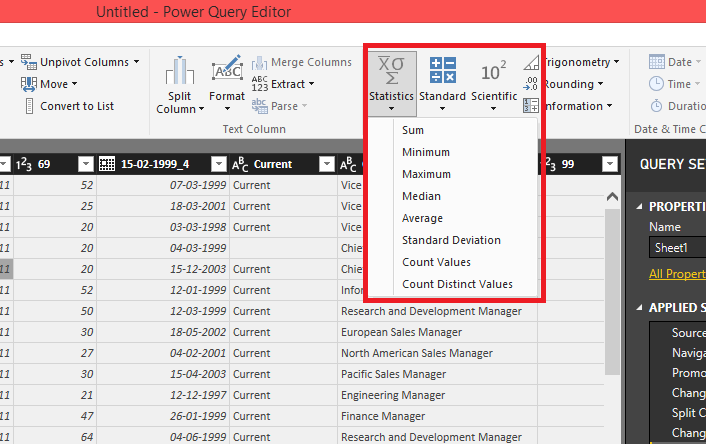 Untitled - Power Query Editor
Unpivot Columns
Move
Convert to List
Split Column
Format
Merge Columns
ABC 123 Extract
Parse
Text Column
X̄σ Σ
Statistics
Standard
10² Scientific
Trigonometry
.00 Rounding
Information
Date
Time
Duratio
Date & Time C
1²3 69
15-02-1999_4
ABC Current
ABC
99
11 52 07-03-1999 Current Vice
11 25 18-03-2001 Current Vice
11 20 03-03-1998 Current Vice
11 20 04-03-1999 Chie
11 20 15-12-2003 Current Chie
11 52 12-01-1999 Current Infor
11 50 12-03-1999 Current Research and Development Manager
11 30 18-05-2002 Current European Sales Manager
11 27 04-02-2001 Current North American Sales Manager
11 30 15-04-2003 Current Pacific Sales Manager
11 21 12-12-1997 Current Engineering Manager
11 47 26-01-1999 Current Finance Manager
11 64 04-06-1999 Current Research and Development Manager
Sum
Minimum
Maximum
Median
Average
Standard Deviation
Count Values
Count Distinct Values
QUERY SE
PROPERTI
Name
Sheet1
All Propert
APPLIED S
Source
Naviga
Promo
Chang
Split C
Chang